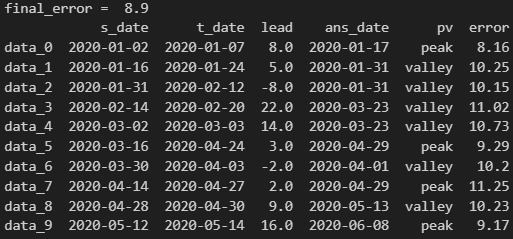 final_error =  8.9
            s_date      t_date  lead    ans_date      pv  error
data_0  2020-01-02  2020-01-07   8.0  2020-01-17    peak   8.16
data_1  2020-01-16  2020-01-24   5.0  2020-01-31  valley  10.25
data_2  2020-01-31  2020-02-12  -8.0  2020-01-31  valley  10.15
data_3  2020-02-14  2020-02-20  22.0  2020-03-23  valley  11.02
data_4  2020-03-02  2020-03-03  14.0  2020-03-23  valley  10.73
data_5  2020-03-16  2020-04-24   3.0  2020-04-29    peak   9.29
data_6  2020-03-30  2020-04-03  -2.0  2020-04-01  valley   10.2
data_7  2020-04-14  2020-04-27   2.0  2020-04-29    peak  11.25
data_8  2020-04-28  2020-04-30   9.0  2020-05-13  valley  10.23
data_9  2020-05-12  2020-05-14  16.0  2020-06-08    peak   9.17